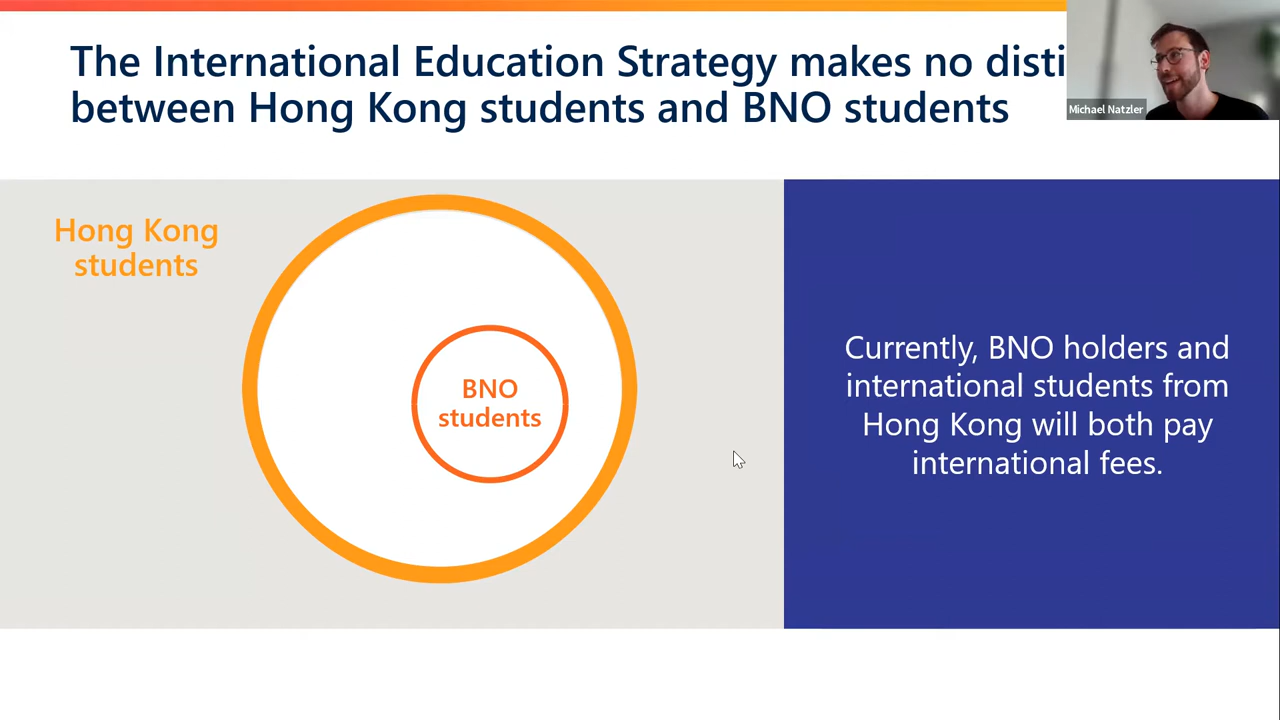 The International Education Strategy makes no disti
between Hong Kong students and BNO students
Michael Natzler
Hong Kong
students
BNO
students
Currently, BNO holders and
international students from
Hong Kong will both pay
international fees.